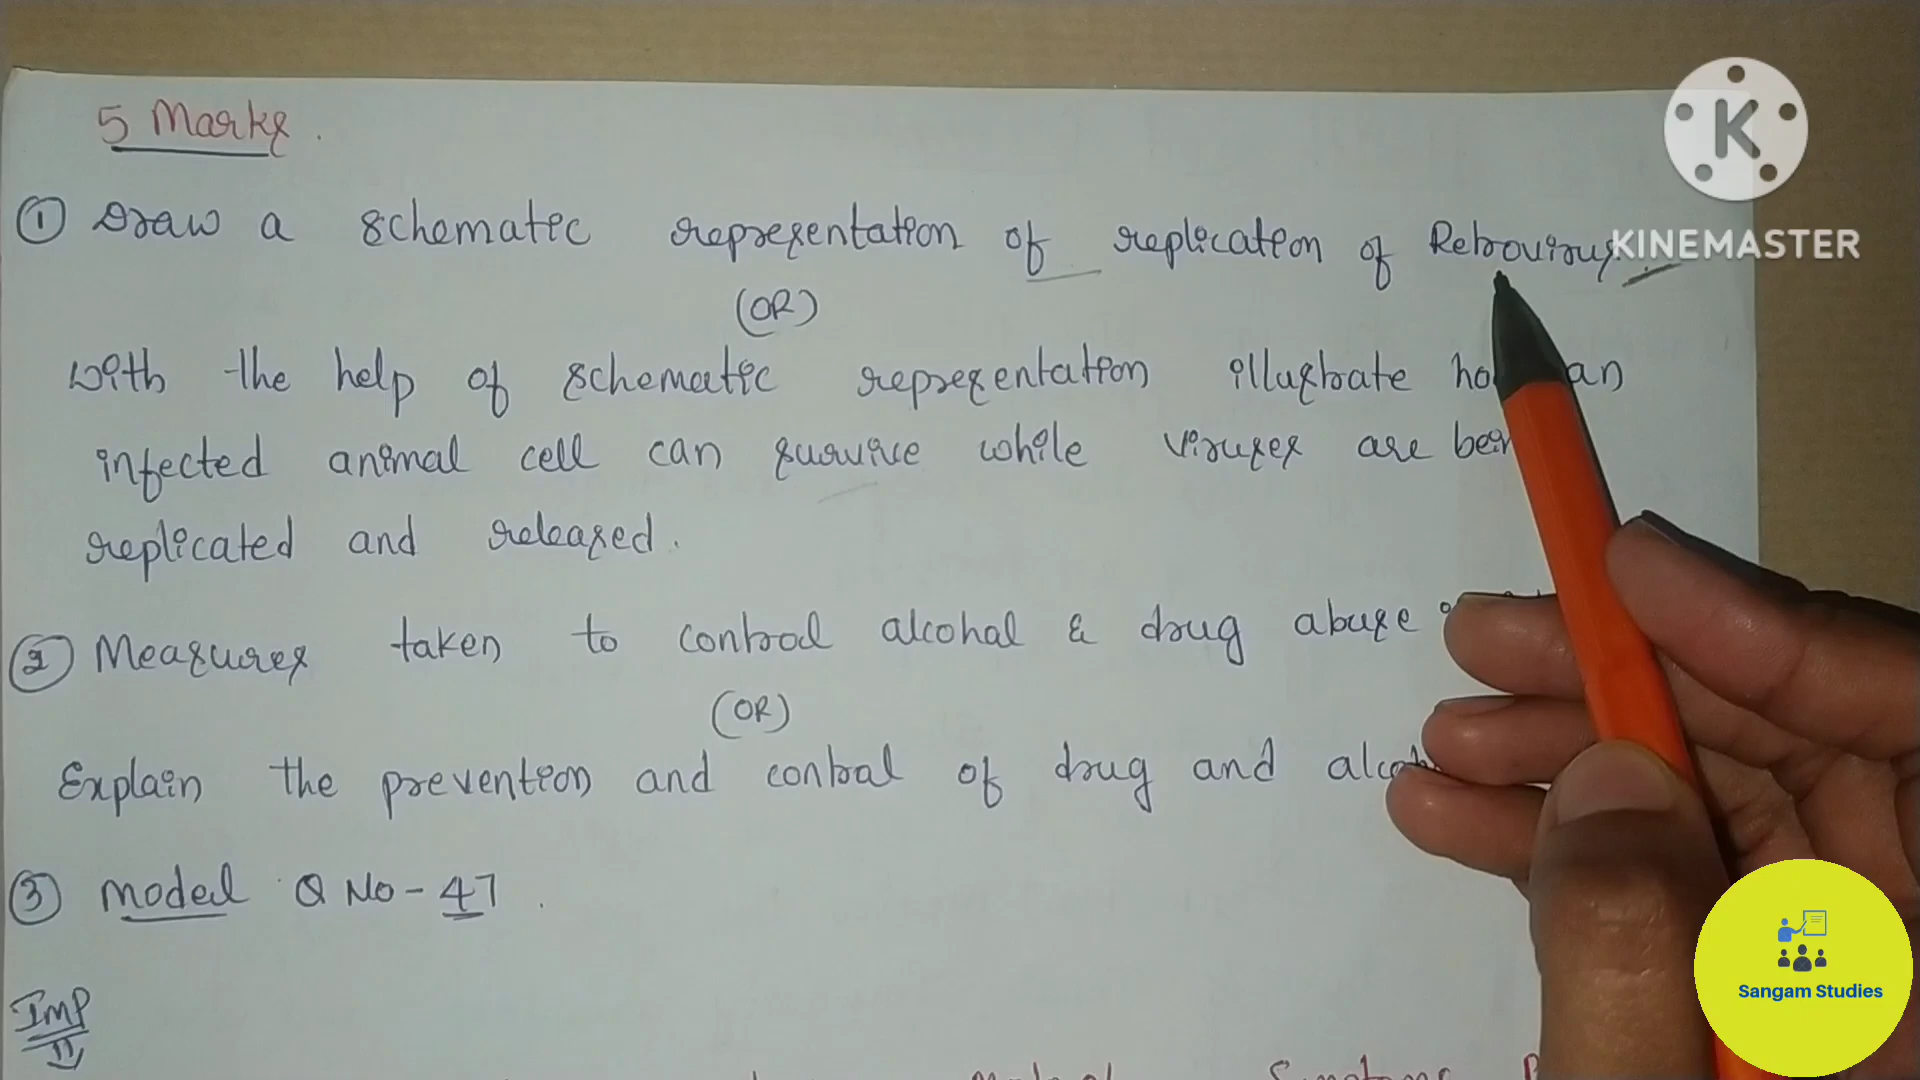 5 Marks.
① Draw a schematic representation of replication of Retrovirus.
(OR)
With the help of schematic representation illustrate an
infected animal cell can survive while viruses are
replicated and released.
② Measures taken to control alcohal & drug abuse
(OR)
Explain the prevention and control of drug and
③ model Q No - 47.
Imp
KINEMASTER
Sangam Studies